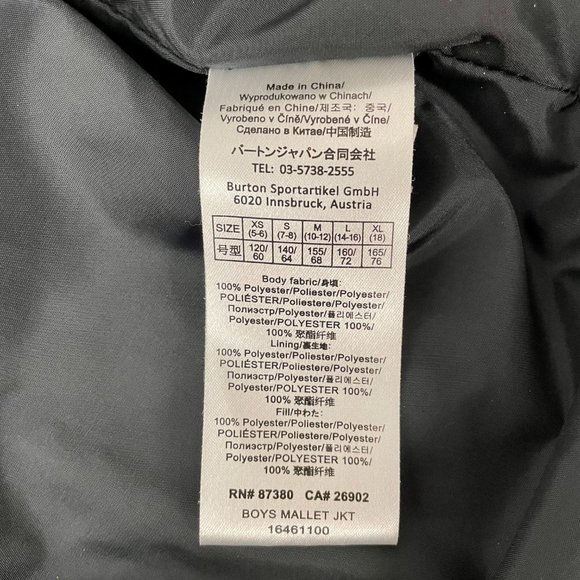 Made in China/
Wyprodukowano w Chinach/
Fabriqué en Chine/제조국: 중국/
Vyrobeno v Číně/Vyrobené v Číne/
Сделано в Китае/中国制造
バートンジャパン合同会社
TEL: 03-5738-2555
Burton Sportartikel GmbH
6020 Innsbruck, Austria
SIZE XS (5-6) S (7-8) M (10-12) L (14-16) XL (18)
号型 120/60 140/64 155/68 160/72 165/76
Body fabric/身頃:
100% Polyester/Poliester/Polyester/
POLIÉSTER/Poliestere/Polyester/
Полиэстер/Polyester/폴리에스터/
Polyester/POLYESTER 100%/
100% 聚酯纤维
Lining/裏生地:
100% Polyester/Poliester/Polyester/
POLIÉSTER/Poliestere/Polyester/
Полиэстер/Polyester/폴리에스터/
Polyester/POLYESTER 100%/
100% 聚酯纤维
Fill/中わた:
100% Polyester/Poliester/Polyester/
POLIÉSTER/Poliestere/Polyester/
Полиэстер/Polyester/폴리에스터/
Polyester/POLYESTER 100%/
100% 聚酯纤维
RN# 87380 CA# 26902
BOYS MALLET JKT
16461100